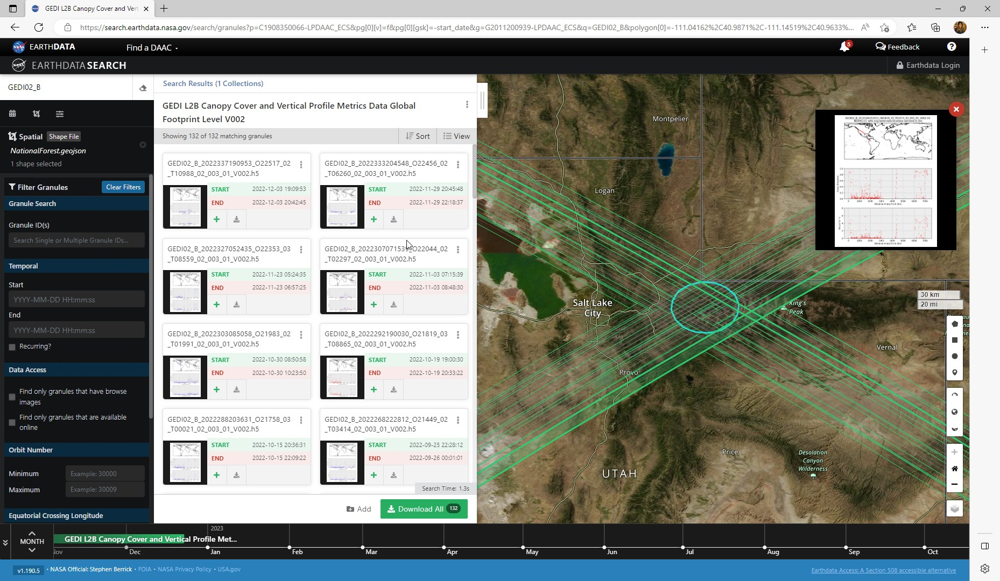 GEDI L2B Canopy Cover and Vert
https://search.earthdata.nasa.gov/search/granules?p=C1908350066-LPDAAC_ECS&pg[0][v]=f&pg[0][gsk]=-start_date&g=G2011200939-LPDAAC_ECS&q=GEDI02_B&polygon[0]=-111.04162%2C40.9871%2C-111.14519%2C40.9633%...
EARTHDATA
Find a DAAC
5
Feedback
EARTHDATA SEARCH
Earthdata Login
GEDI02_B
Search Results (1 Collections)
GEDI L2B Canopy Cover and Vertical Profile Metrics Data Global
Footprint Level V002
Showing 132 of 132 matching granules
Sort
View
Spatial
Shape File
NationalForest.geojson
1 shape selected
Filter Granules
Clear Filters
Granule Search
Granule ID(s)
Search Single or Multiple Granule IDs...
Temporal
Start
YYYY-MM-DD HH:mm:ss
End
YYYY-MM-DD HH:mm:ss
Recurring?
Data Access
Find only granules that have browse
images
Find only granules that are available
online
Orbit Number
Minimum
Example: 30000
Maximum
Example: 30009
Equatorial Crossing Longitude
GEDI02_B_2022337190953_O22517_02
_T10988_02_003_01_V002.h5
START 2022-12-03 19:09:53
END 2022-12-03 20:42:45
GEDI02_B_2022333204548_O22456_02
_T06260_02_003_01_V002.h5
START 2022-11-29 20:45:48
END 2022-11-29 22:18:37
GEDI02_B_2022327052435_O22353_03
_T08559_02_003_01_V002.h5
START 2022-11-23 05:24:35
END 2022-11-23 06:57:25
GEDI02_B_2022307071539_O22044_02
_T02297_02_003_01_V002.h5
START 2022-11-03 07:15:39
END 2022-11-03 08:48:30
GEDI02_B_2022303085058_O21983_02
_T01991_02_003_01_V002.h5
START 2022-10-30 08:50:58
END 2022-10-30 10:23:50
GEDI02_B_2022292190030_O21819_03
_T08865_02_003_01_V002.h5
START 2022-10-19 19:00:30
END 2022-10-19 20:33:22
GEDI02_B_2022288203631_O21758_03
_T00021_02_003_01_V002.h5
START 2022-10-15 20:36:31
END 2022-10-15 22:09:22
GEDI02_B_2022268222812_O21449_02
_T03414_02_003_01_V002.h5
START 2022-09-25 22:28:12
END 2022-09-26 00:01:01
Search Time: 1.3s
Add
Download All 132
Montpelier
Logan
Salt Lake
City
King's
Peak
Provo
Vernal
Price
Desolation
Canyon
Wilderness
UTAH
30 km
20 mi
MONTH
2023
GEDI L2B Canopy Cover and Vertical Profile Met...
Dec
Jan
Feb
Mar
Apr
May
Jun
Jul
Aug
Sep
Oct
v1.190.5 • NASA Official: Stephen Berrick • FOIA • NASA Privacy Policy • USA.gov
Earthdata Access: A Section 508 accessible alternative